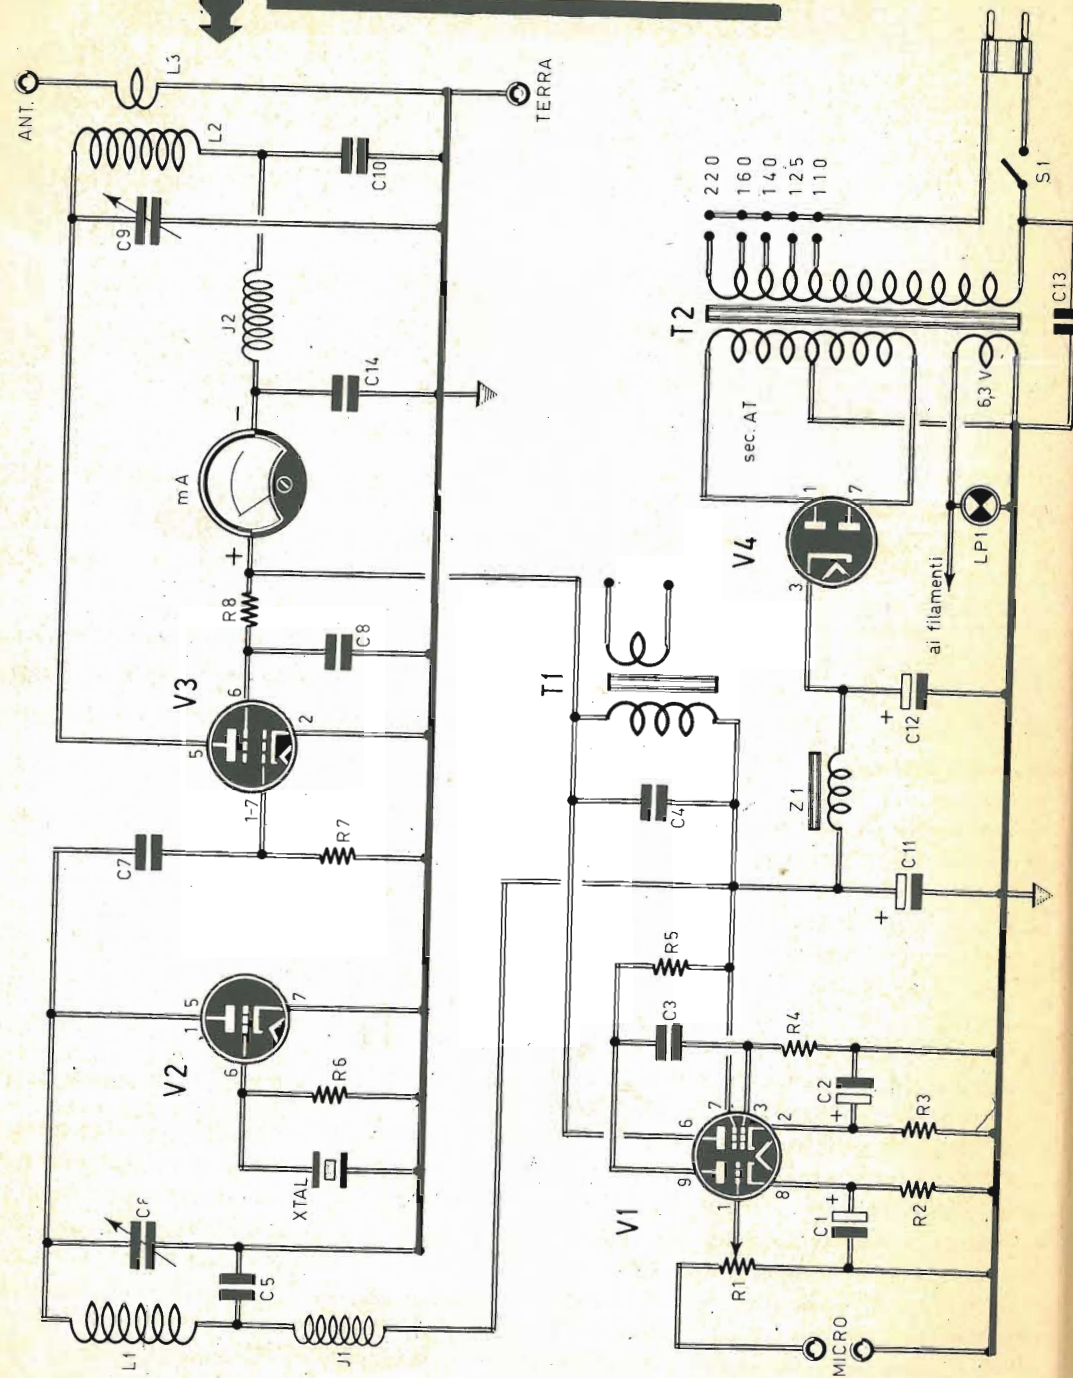 ANT.
L3
L2
C9
C10
TERRA
J2
C14
−
mA
+
R8
C8
V3
5
6
2
1-7
C7
R7
V2
1 5
6
7
R6
XTAL
C5
L1
J1
220
160
140
125
110
S1
T2
C13
sec. AT
6,3 V
V4
1
7
3
LP1
ai filamenti
T1
C4
Z1
+
C12
+
C11
R5
C3
R4
V1
9
6
7
3
2
8
1
+
C2
R3
C1
+
R2
R1
MICRO